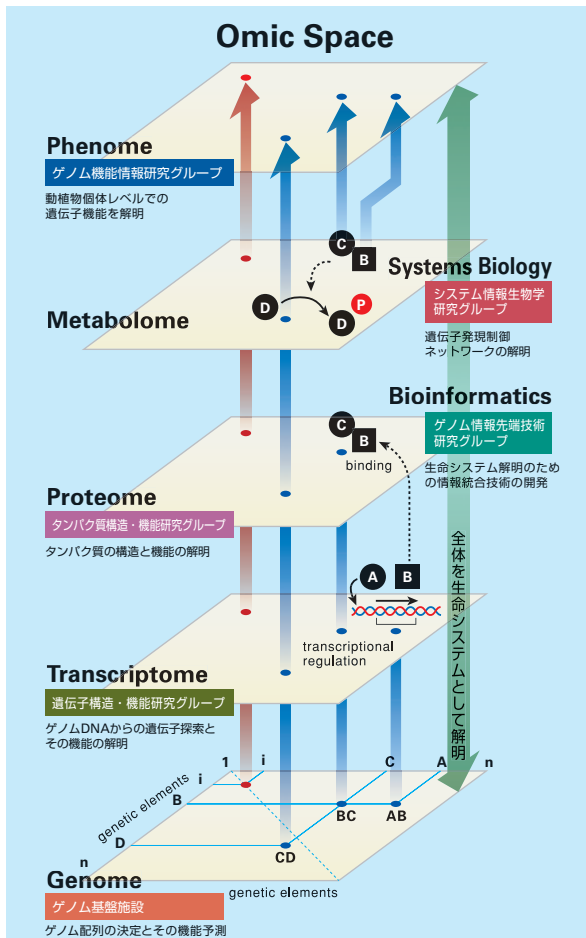 Omic Space
Phenome
ゲノム機能情報研究グループ
動植物個体レベルでの
遺伝子機能を解明
C
B
Systems Biology
システム情報生物学
研究グループ
遺伝子発現制御
ネットワークの解明
D
P
D
Metabolome
Bioinformatics
ゲノム情報先端技術
研究グループ
生命システム解明のため
の情報統合技術の開発
C
B
binding
Proteome
タンパク質構造・機能研究グループ
タンパク質の構造と機能の解明
A
B
全体を生命システムとして解明
transcriptional
regulation
Transcriptome
遺伝子構造・機能研究グループ
ゲノムDNAからの遺伝子探索と
その機能の解明
1
i
C
A
n
i
B
genetic elements
BC
AB
D
n
CD
Genome
genetic elements
ゲノム基盤施設
ゲノム配列の決定とその機能予測